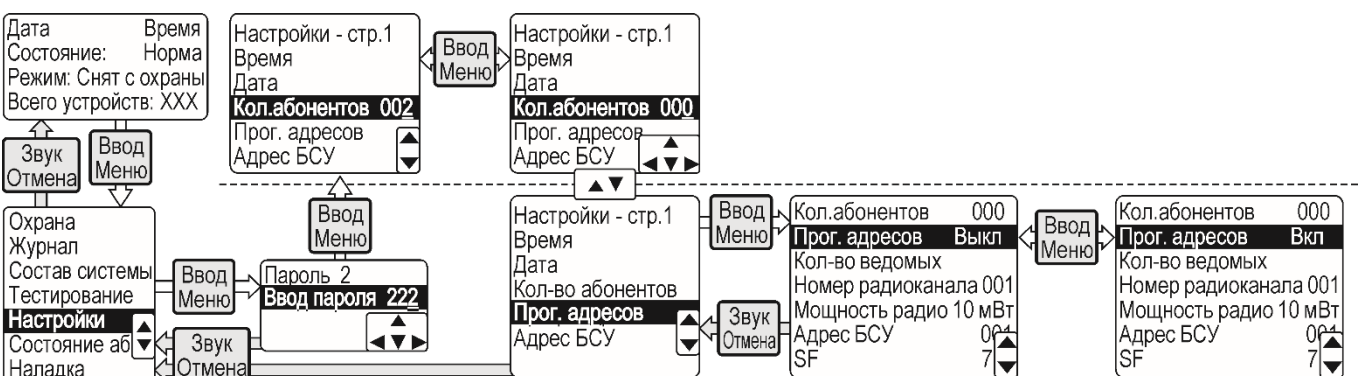 Дата Время
Состояние: Норма
Режим: Снят с охраны
Всего устройств: XXX
Звук
Отмена
Ввод
Меню
Охрана
Журнал
Состав системы
Тестирование
Настройки
Состояние аб
Наладка
Ввод
Меню
Звук
Отмена
Пароль 2
Ввод пароля 222
Ввод
Меню
Настройки - стр.1
Время
Дата
Кол.абонентов 002
Прог. адресов
Адрес БСУ
Ввод
Меню
Настройки - стр.1
Время
Дата
Кол.абонентов 000
Прог. адресов
Адрес БСУ
Настройки - стр.1
Время
Дата
Кол-во абонентов
Прог. адресов
Адрес БСУ
Ввод
Меню
Звук
Отмена
Кол.абонентов 000
Прог. адресов Выкл
Кол-во ведомых
Номер радиоканала 001
Мощность радио 10 мВт
Адрес БСУ 001
SF 7
Ввод
Меню
Кол.абонентов 000
Прог. адресов Вкл
Кол-во ведомых
Номер радиоканала 001
Мощность радио 10 мВт
Адрес БСУ 001
SF 7